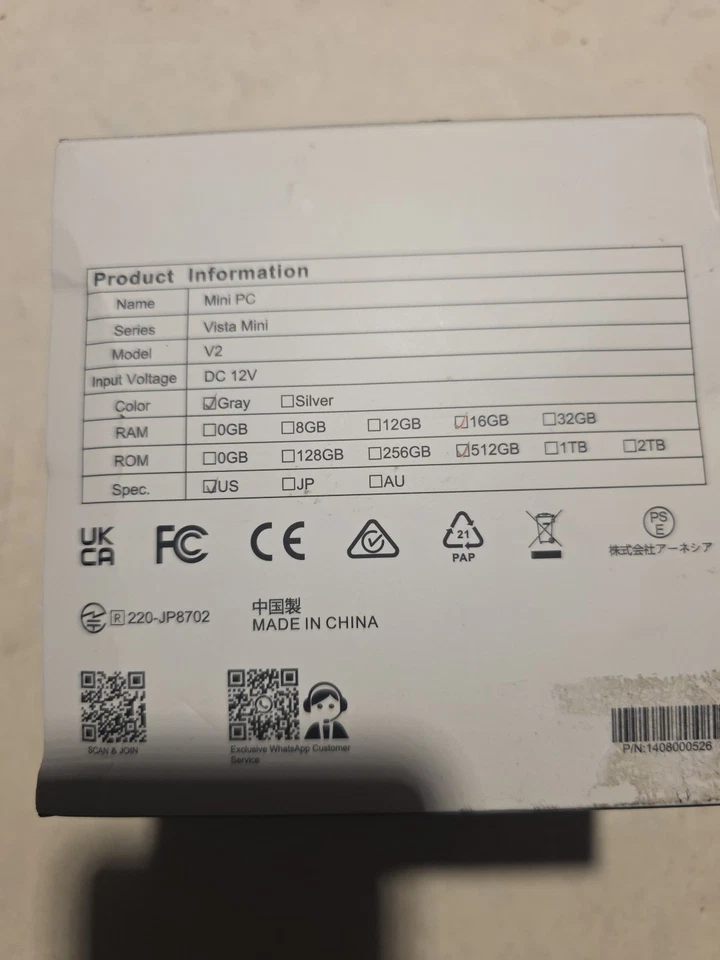 Product Information
Name Mini PC
Series Vista Mini
Model V2
Input Voltage DC 12V
Color ☑Gray ☐Silver
RAM ☐0GB ☐8GB ☐12GB ☑16GB ☐32GB
ROM ☐0GB ☐128GB ☐256GB ☑512GB ☐1TB ☐2TB
Spec. ☑US ☐JP ☐AU
UK
CA
FC
CE
21
PAP
PS
E
株式会社アーネシア
R 220-JP8702
中国製
MADE IN CHINA
SCAN & JOIN
Exclusive WhatsApp Customer
Service
P/N:1408000526